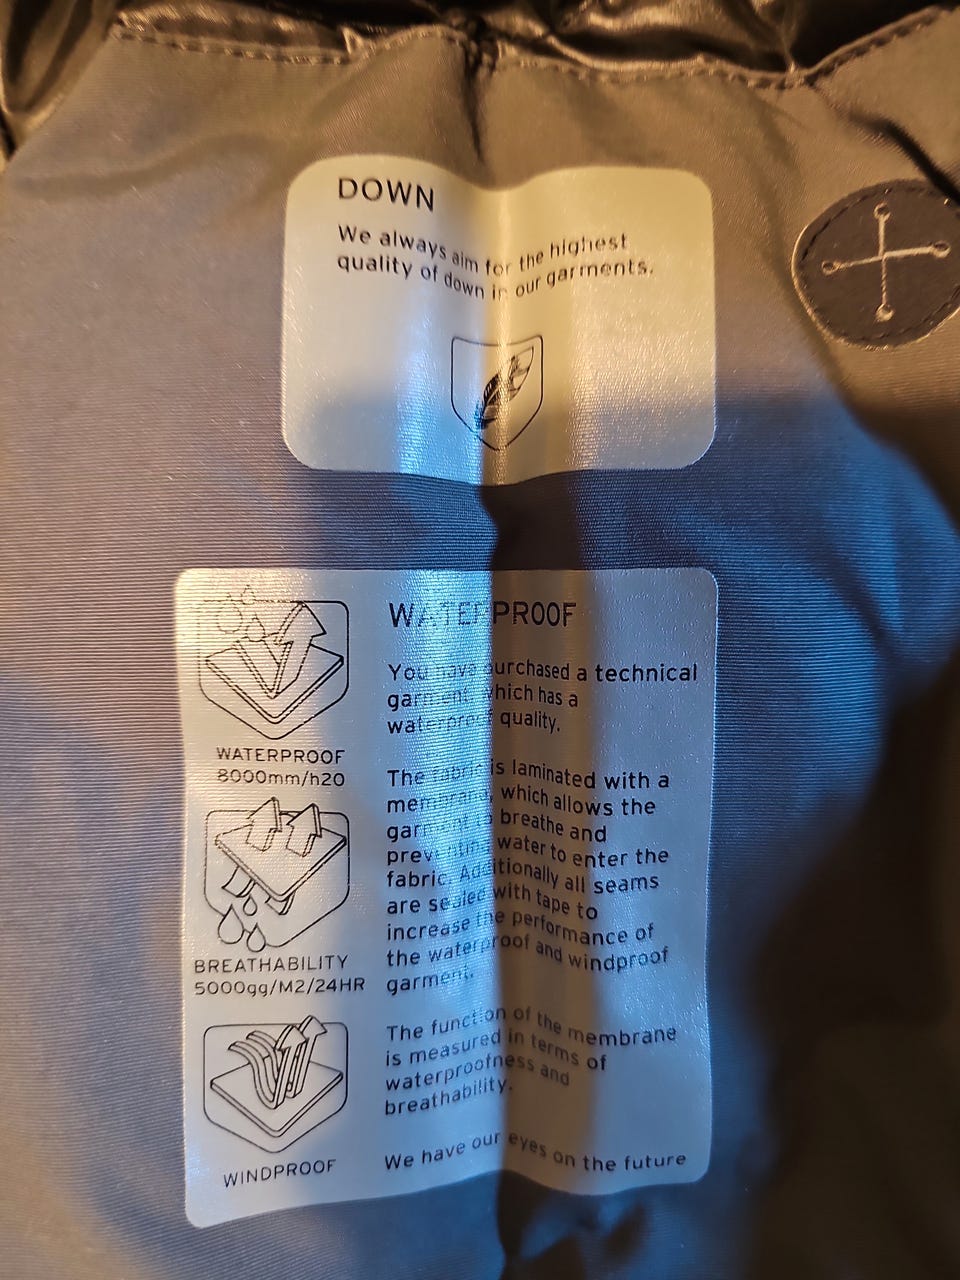 DOWN
We always aim for the highest
quality of down in our garments.
WATERPROOF
8000mm/h20
BREATHABILITY
5000gg/M2/24HR
WINDPROOF
WATERPROOF
You have purchased a technical
garment, which has a
waterproof quality.
The fabric is laminated with a
membrane, which allows the
garment to breathe and
preventing water to enter the
fabric. Additionally all seams
are sealed with tape to
increase the performance of
the waterproof and windproof
garment.
The function of the membrane
is measured in terms of
waterproofness and
breathability.
We have our eyes on the future